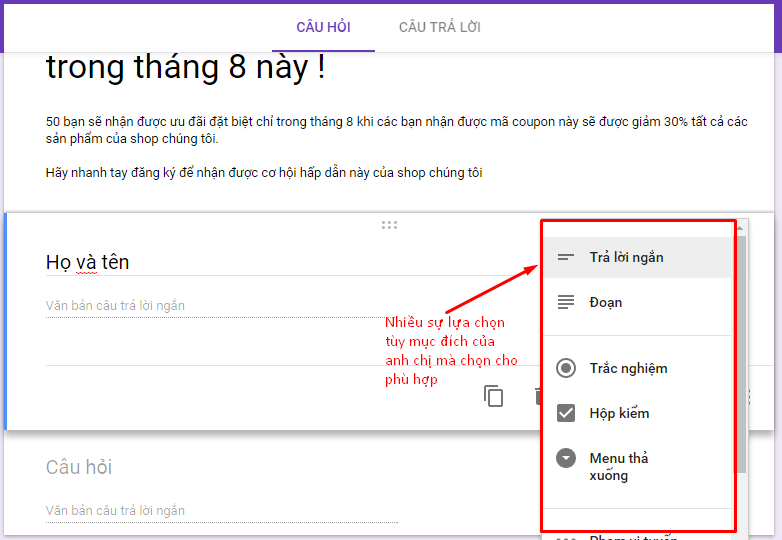 CÂU HỎI CÂU TRẢ LỜI
trong tháng 8 này !
50 bạn sẽ nhận được ưu đãi đặt biệt chỉ trong tháng 8 khi các bạn nhận được mã coupon này sẽ được giảm 30% tất cả các
sản phẩm của shop chúng tôi.
Hãy nhanh tay đăng ký để nhận được cơ hội hấp dẫn này của shop chúng tôi
Họ và tên
Văn bản câu trả lời ngắn
Nhiều sự lựa chọn
tùy mục đích của
anh chị mà chọn cho
phù hợp
Trả lời ngắn
Đoạn
Trắc nghiệm
Hộp kiểm
Menu thả
xuống
Phạm vi tuyến
Câu hỏi
Văn bản câu trả lời ngắn